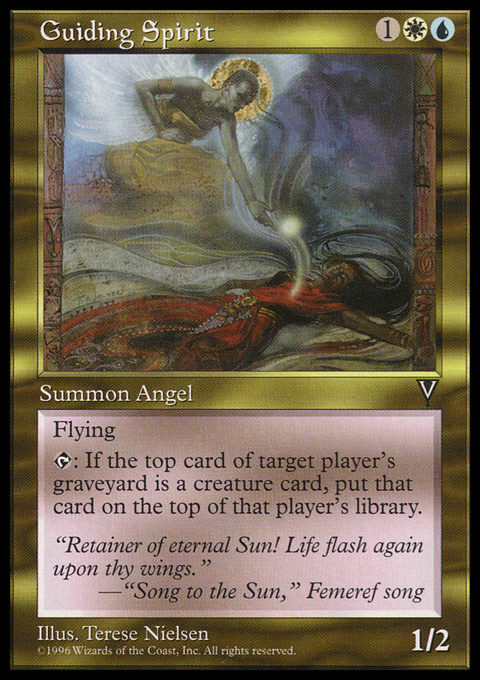 Guiding Spirit 1
Summon Angel V
Flying
: If the top card of target player's
graveyard is a creature card, put that
card on the top of that player's library.
"Retainer of eternal Sun! Life flash again
upon thy wings."
—"Song to the Sun," Femeref song
Illus. Terese Nielsen
©1996 Wizards of the Coast, Inc. All rights reserved.
1/2